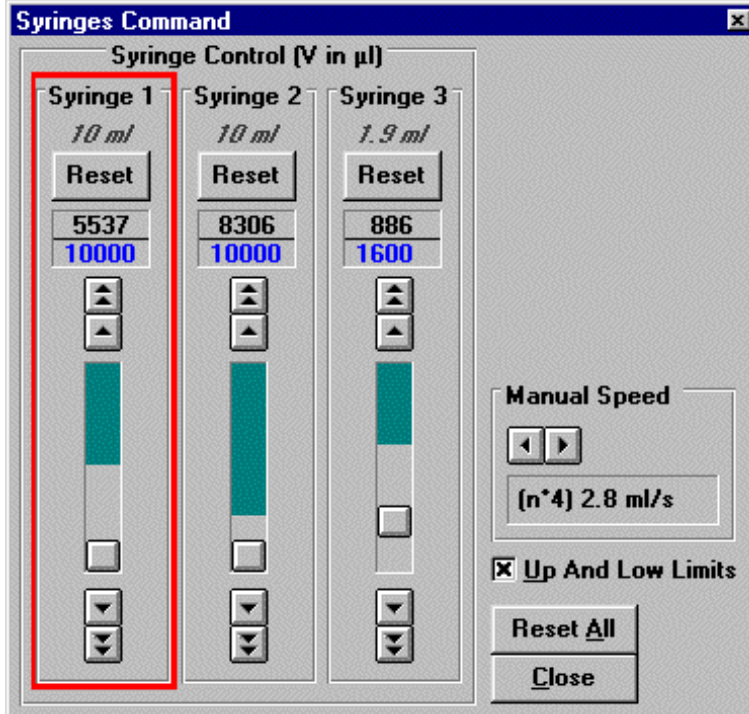 Syringes Command
Syringe Control (V in µl)
Syringe 1 Syringe 2 Syringe 3
10 ml 10 ml 1.9 ml
Reset Reset Reset
5537 8306 886
10000 10000 1600
Manual Speed
(n*4) 2.8 ml/s
Up And Low Limits
Reset All
Close